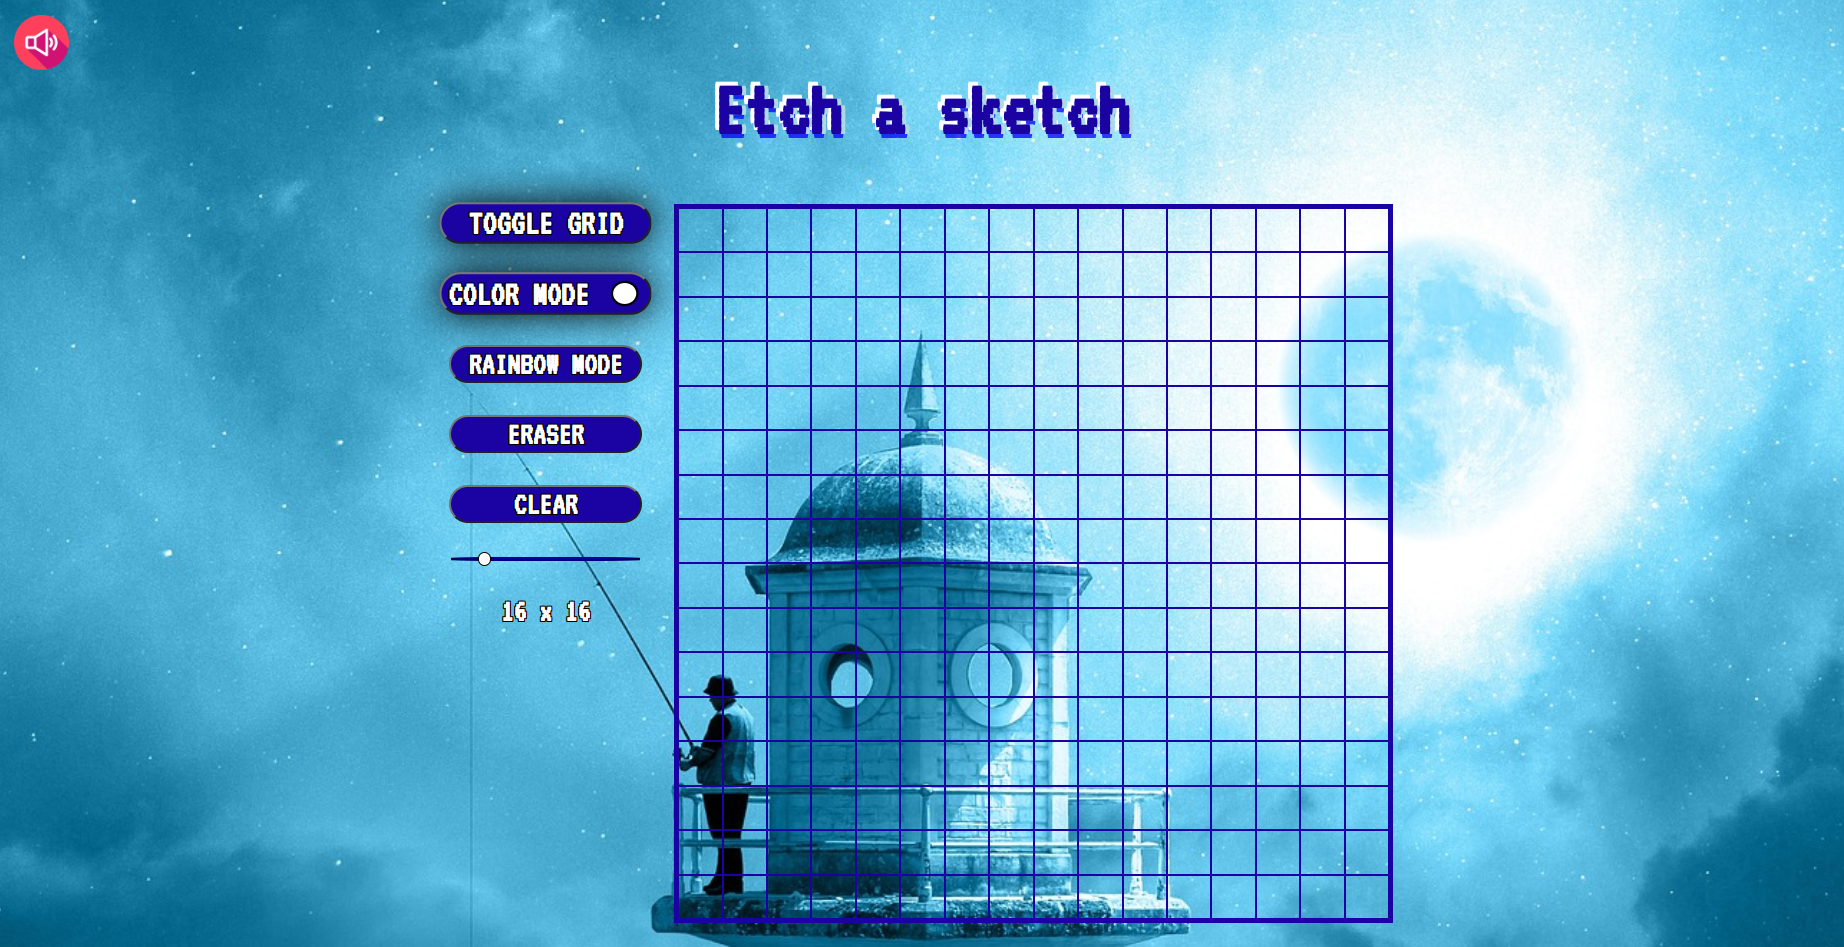 Etch a sketch
TOGGLE GRID
COLOR MODE
RAINBOW MODE
ERASER
CLEAR
16 x 16